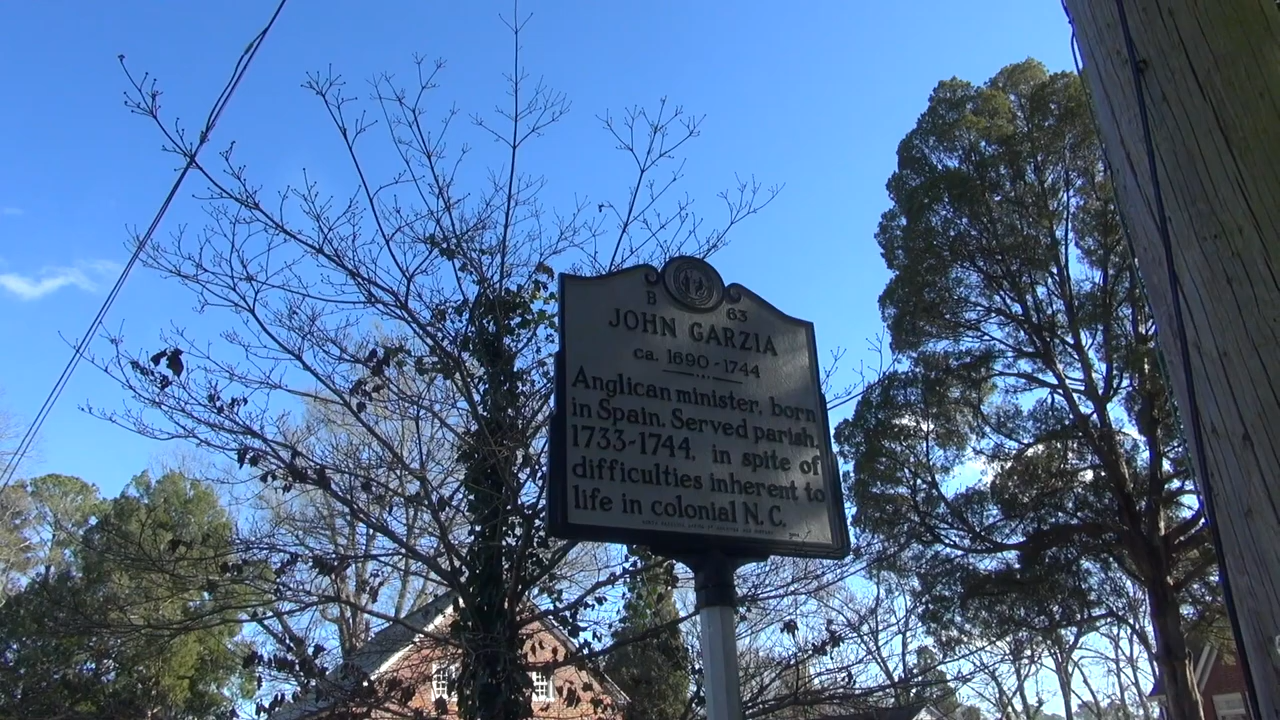 B 63
JOHN GARZIA
ca. 1690-1744
Anglican minister, born
in Spain. Served parish,
1733-1744, in spite of
difficulties inherent to
life in colonial N.C.